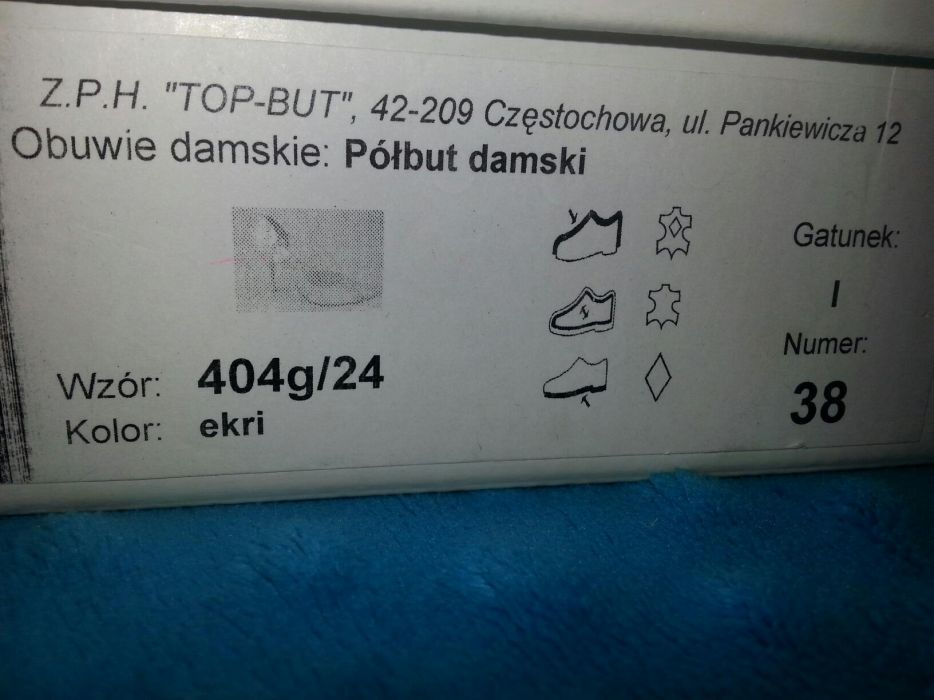 Z.P.H. "TOP-BUT", 42-209 Częstochowa, ul. Pankiewicza 12
Obuwie damskie: Półbut damski
Gatunek:
I
Numer:
38
Wzór: 404g/24
Kolor: ekri